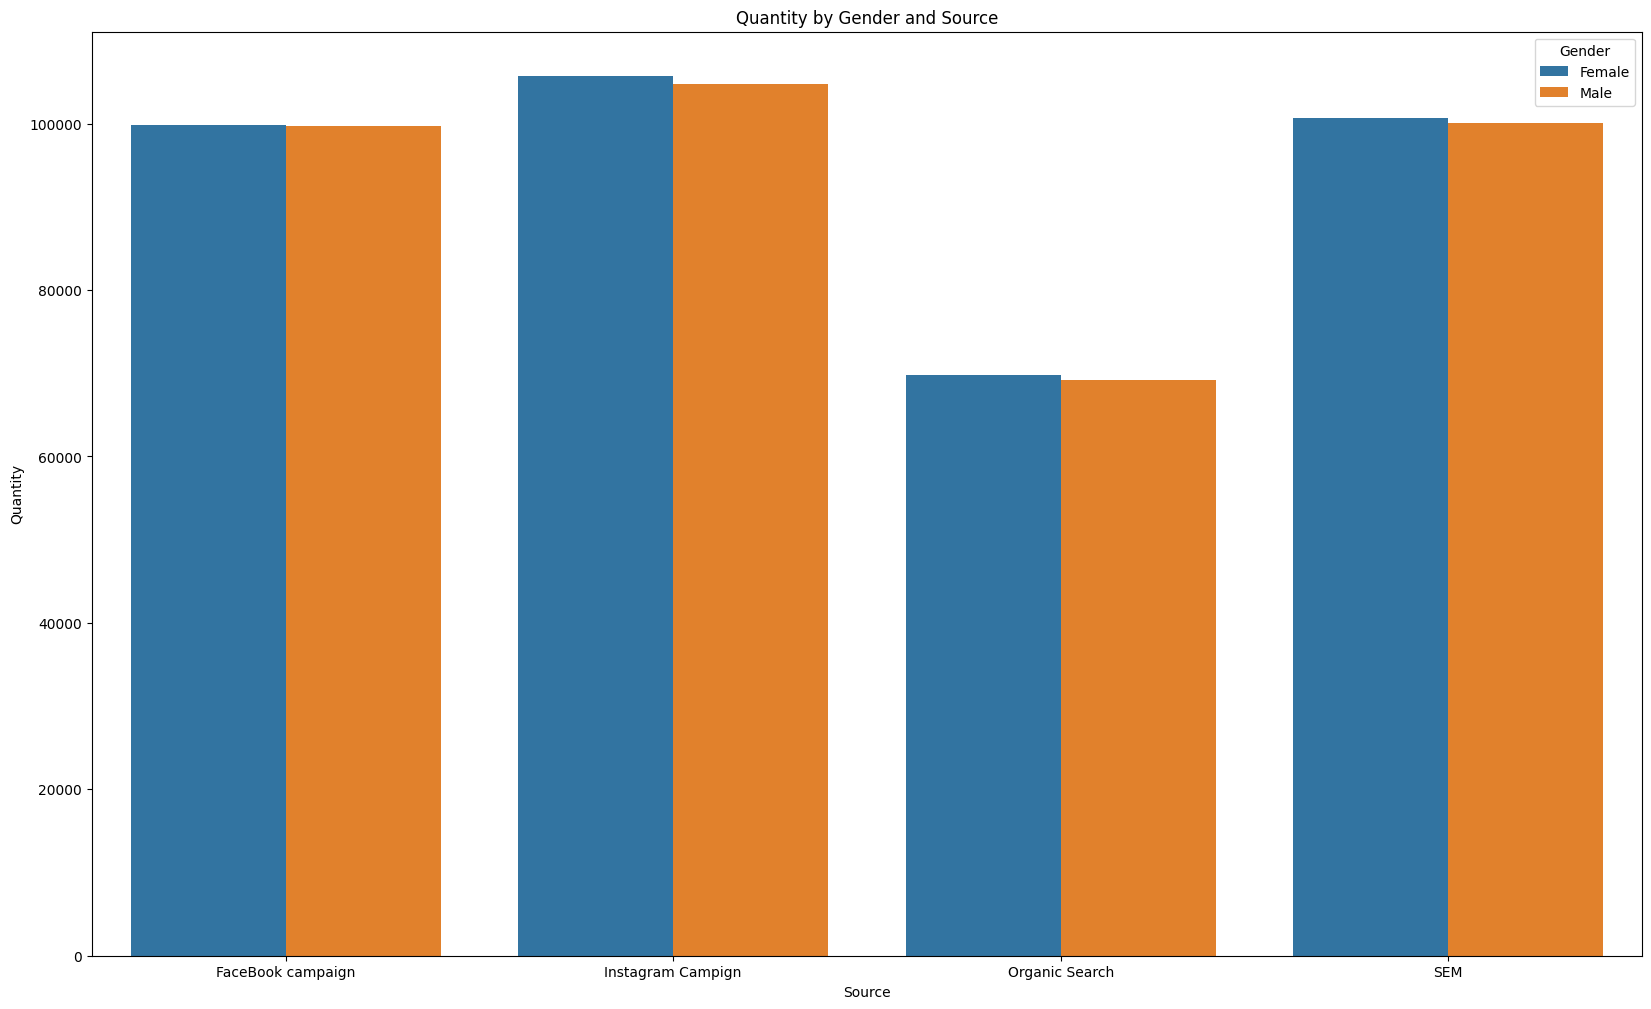 Quantity by Gender and Source
Gender
Female
Male
100000
80000
60000
40000
20000
0
Quantity
FaceBook campaign
Instagram Campign
Organic Search
SEM
Source